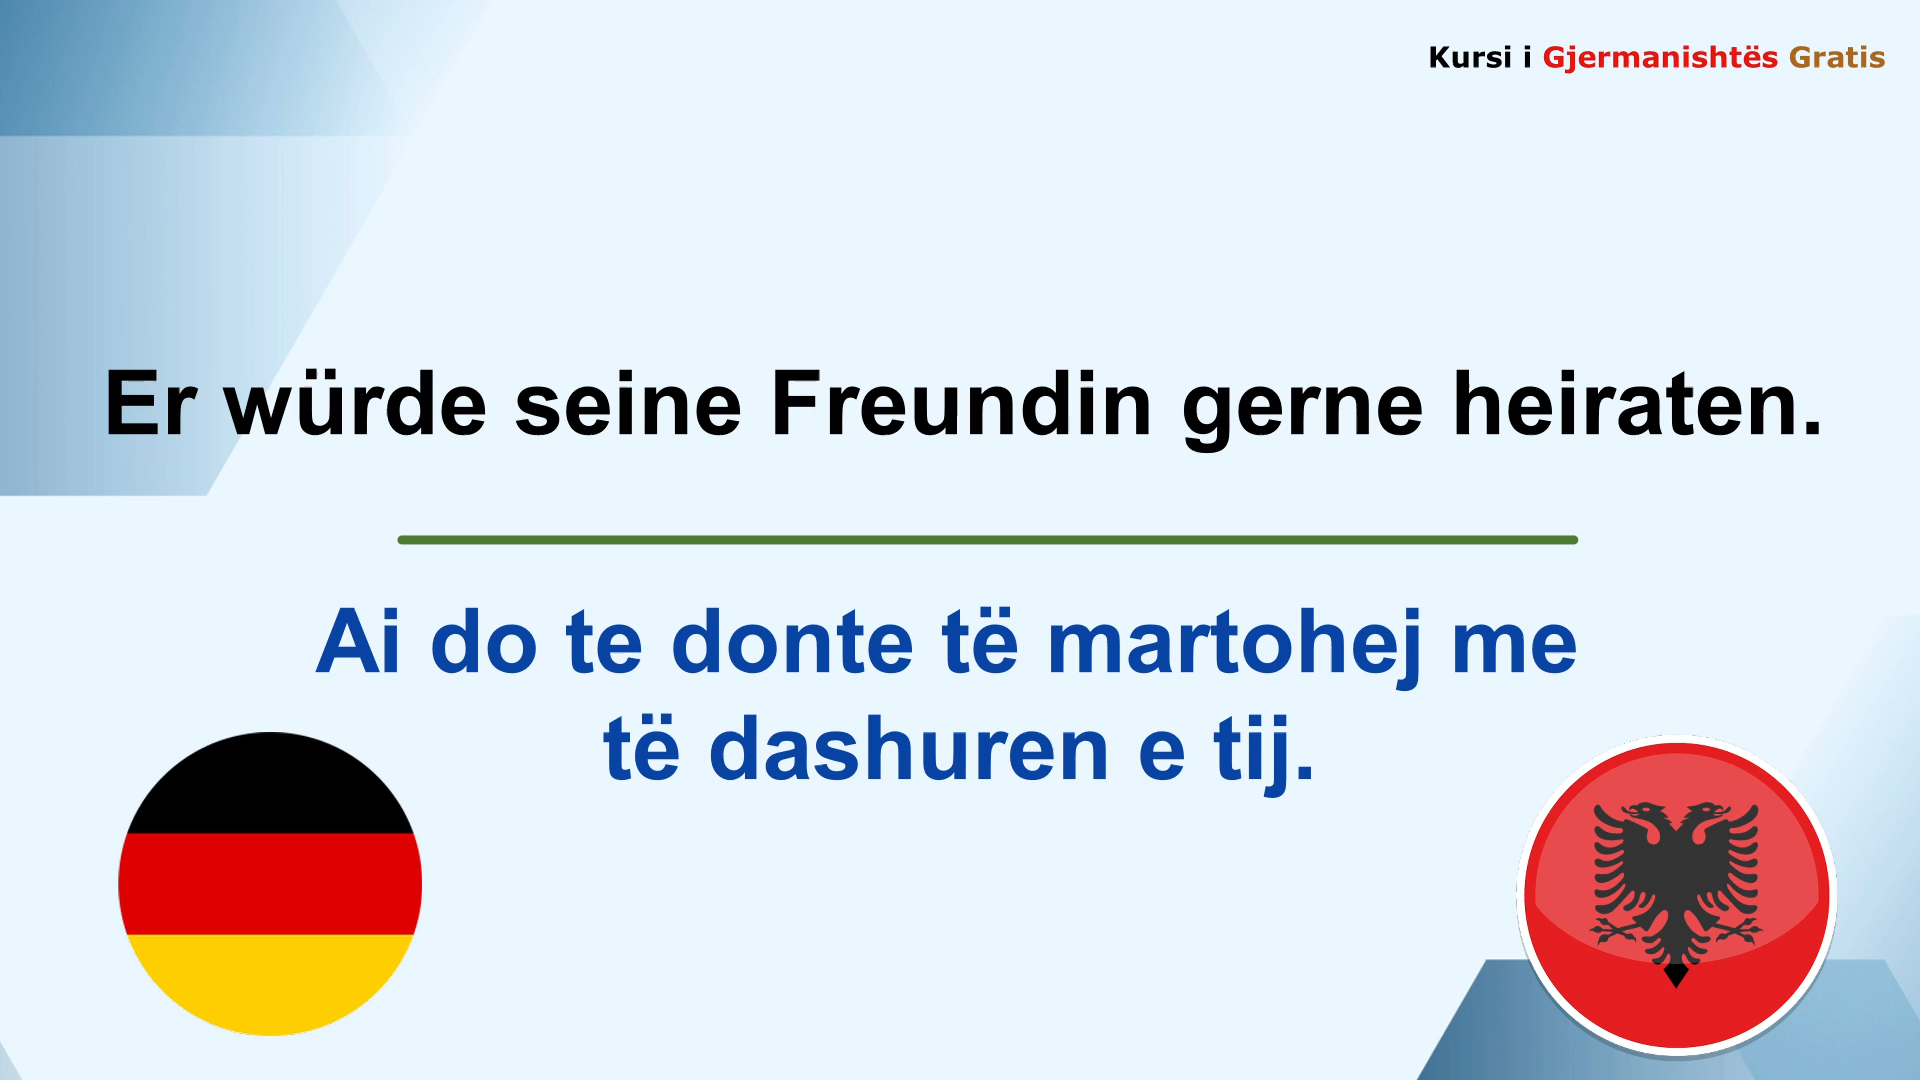 Kursi i Gjermanishtës Gratis
Er würde seine Freundin gerne heiraten.
Ai do te donte të martohej me
të dashuren e tij.